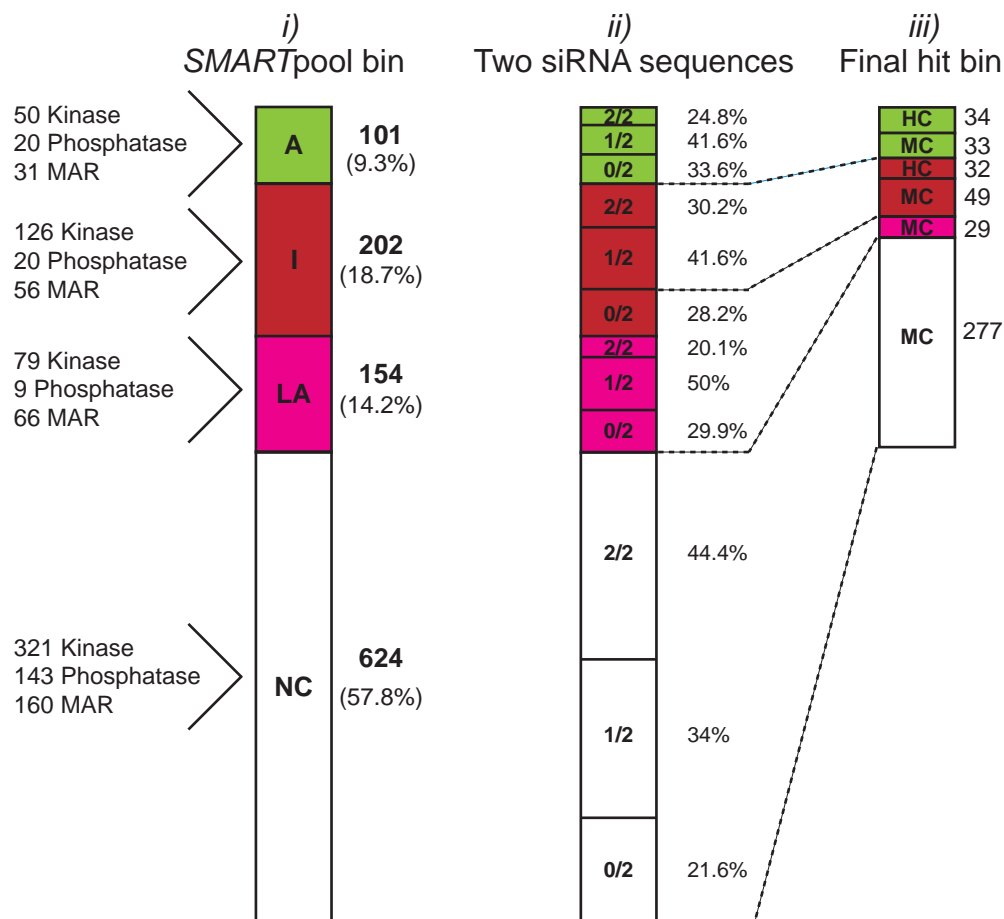 i)
SMARTpool bin
50 Kinase
20 Phosphatase
31 MAR
A
101
(9.3%)
126 Kinase
20 Phosphatase
56 MAR
I
202
(18.7%)
79 Kinase
9 Phosphatase
66 MAR
LA
154
(14.2%)
321 Kinase
143 Phosphatase
160 MAR
NC
624
(57.8%)
ii)
Two siRNA sequences
2/2 24.8%
1/2 41.6%
0/2 33.6%
2/2 30.2%
1/2 41.6%
0/2 28.2%
2/2 20.1%
1/2 50%
0/2 29.9%
2/2 44.4%
1/2 34%
0/2 21.6%
iii)
Final hit bin
HC 34
MC 33
HC 32
MC 49
MC 29
MC 277